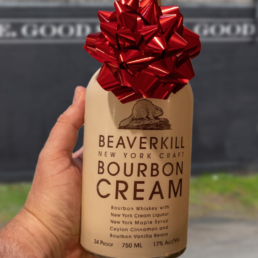 E. GOOD
GOOD
BEAVERKILL
NEW YORK CRAFT
BOURBON
CREAM
Bourbon Whiskey with
New York Cream Liqueur
New York Maple Syrup
Ceylon Cinnamon and
Bourbon Vanilla Beans
34 Proof 750 ML 17% Alc/Vol